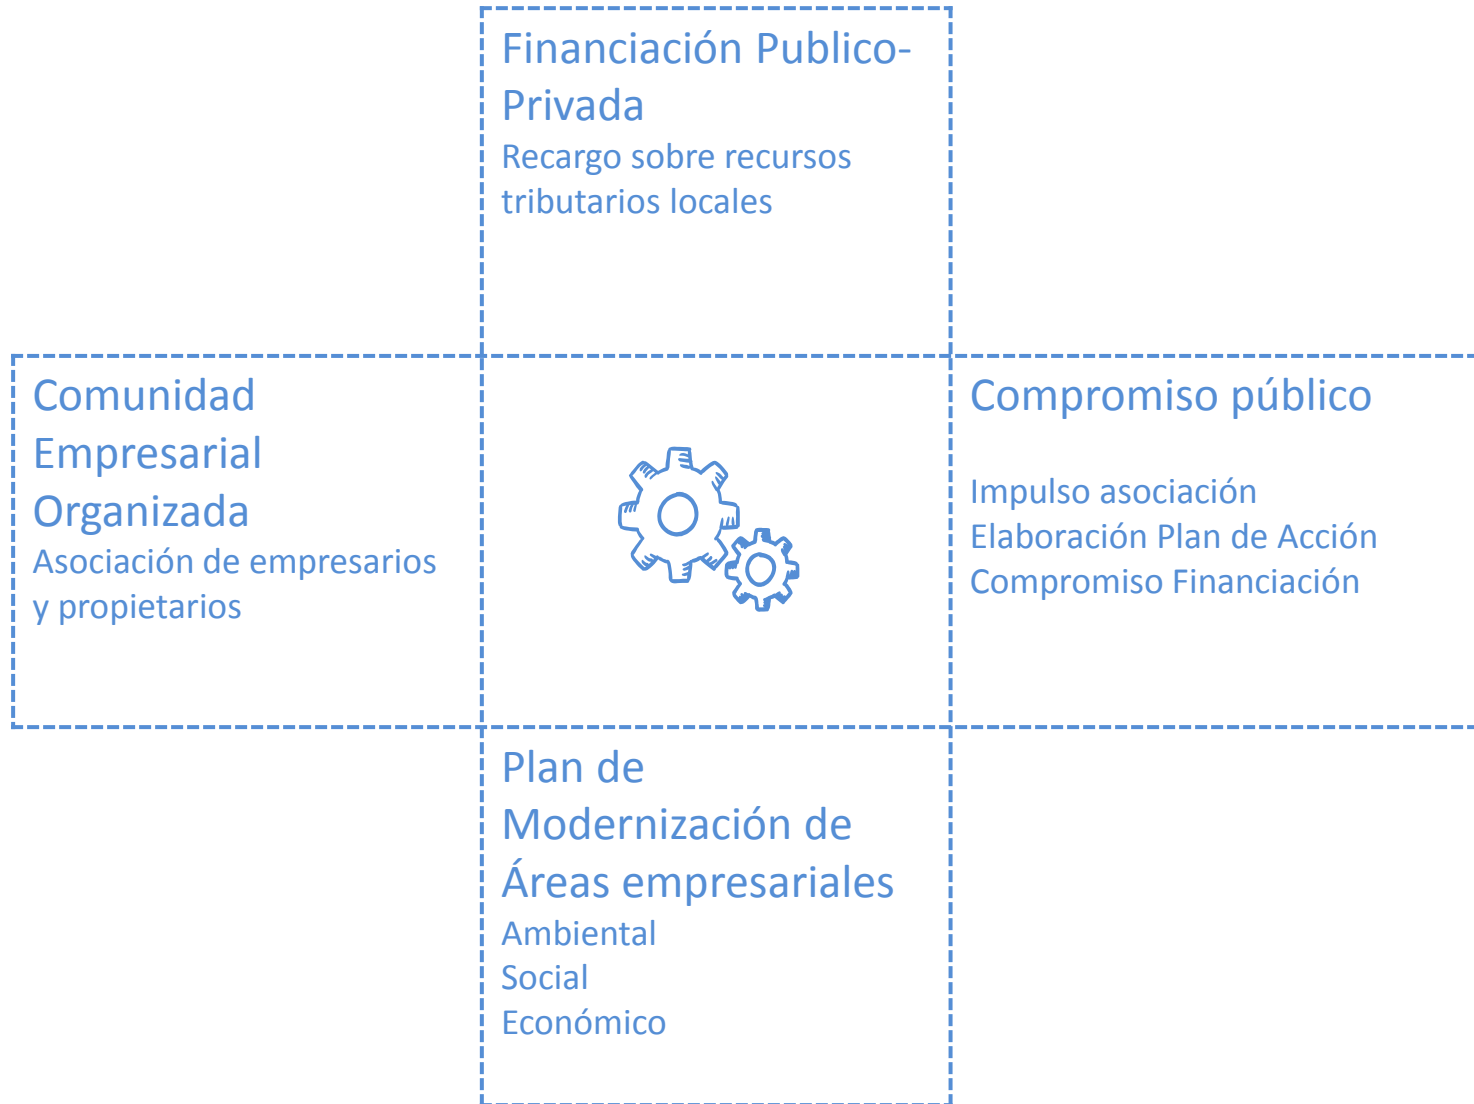 Financiación Publico-
Privada
Recargo sobre recursos
tributarios locales
Comunidad
Empresarial
Organizada
Asociación de empresarios
y propietarios
Compromiso público
Impulso asociación
Elaboración Plan de Acción
Compromiso Financiación
Plan de
Modernización de
Áreas empresariales
Ambiental
Social
Económico